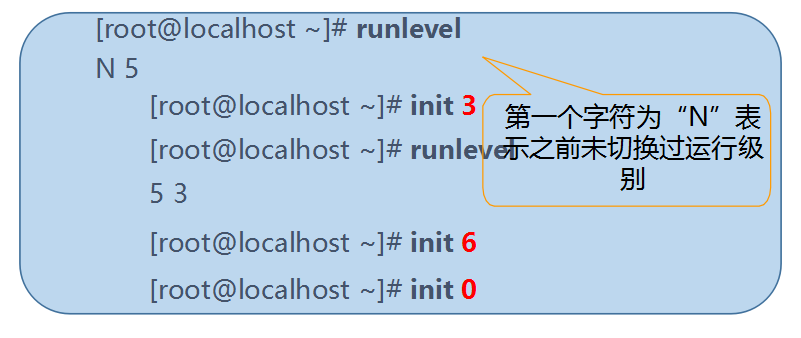 [root@localhost ~]# runlevel
N 5
[root@localhost ~]# init 3
[root@localhost ~]# runlevel
5 3
[root@localhost ~]# init 6
[root@localhost ~]# init 0
第一个字符为“N”表
示之前未切换过运行级
别